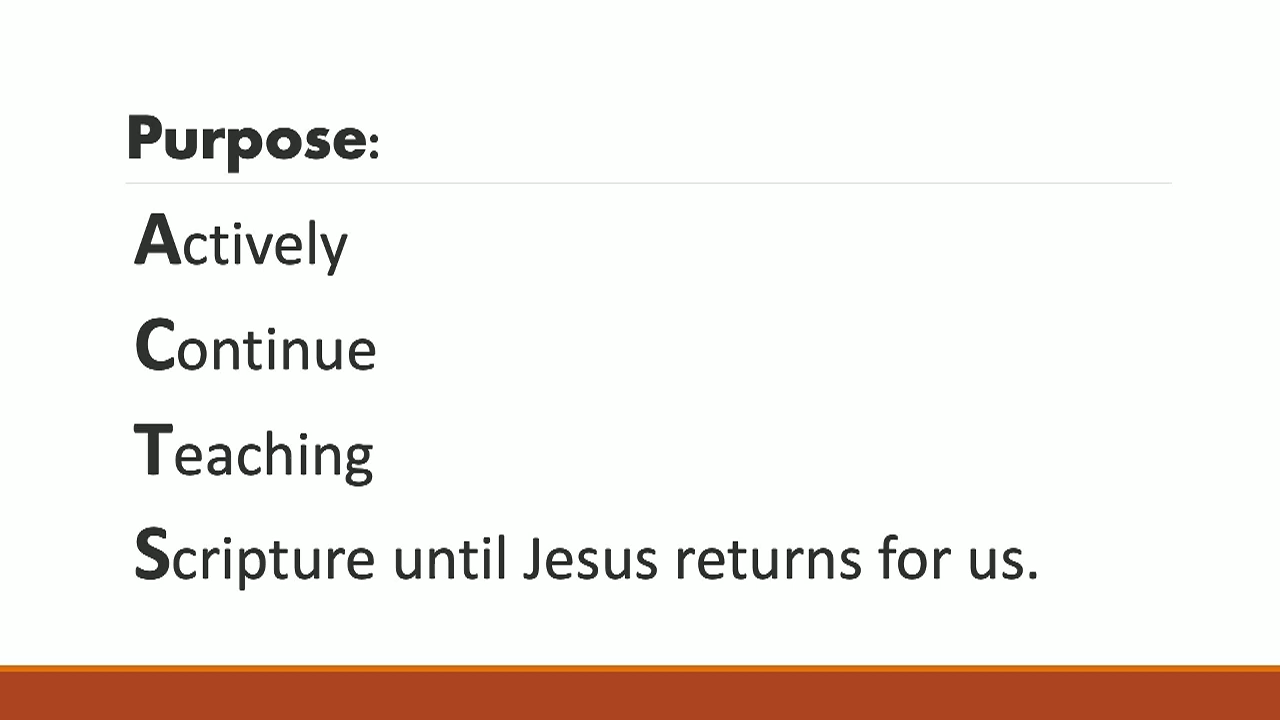 Purpose:
Actively
Continue
Teaching
Scripture until Jesus returns for us.